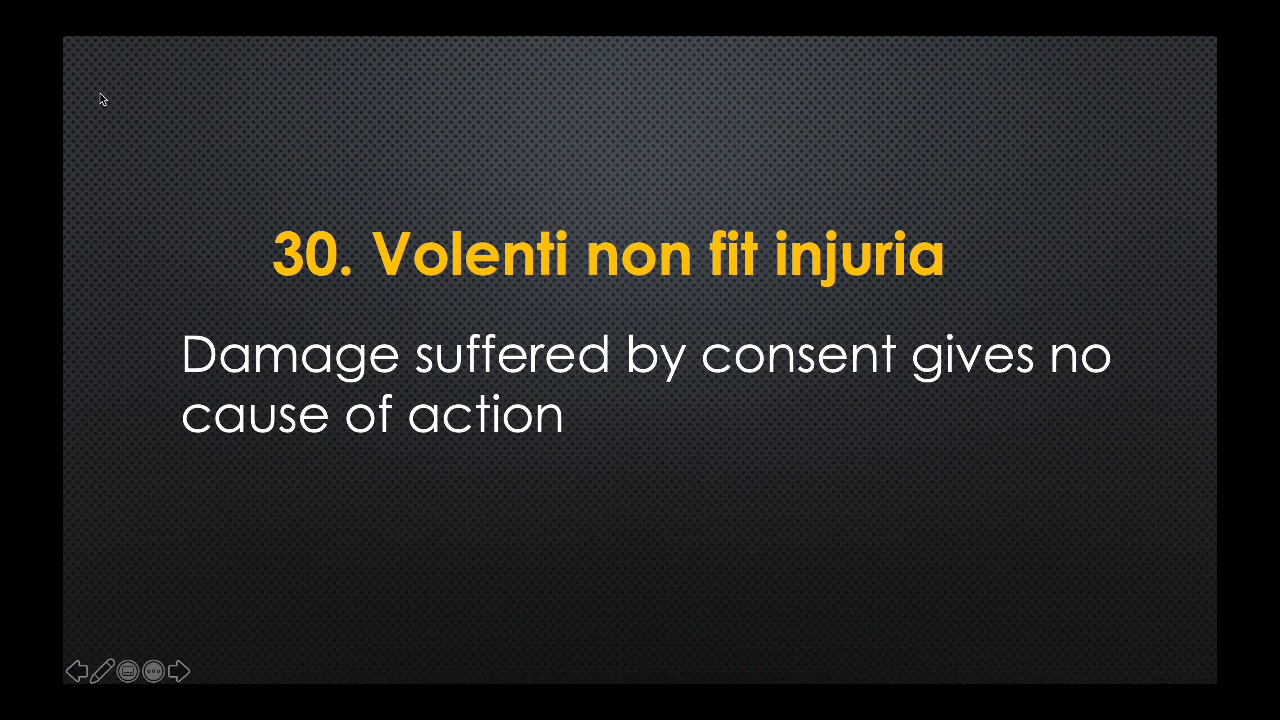 30. Volenti non fit injuria
Damage suffered by consent gives no
cause of action